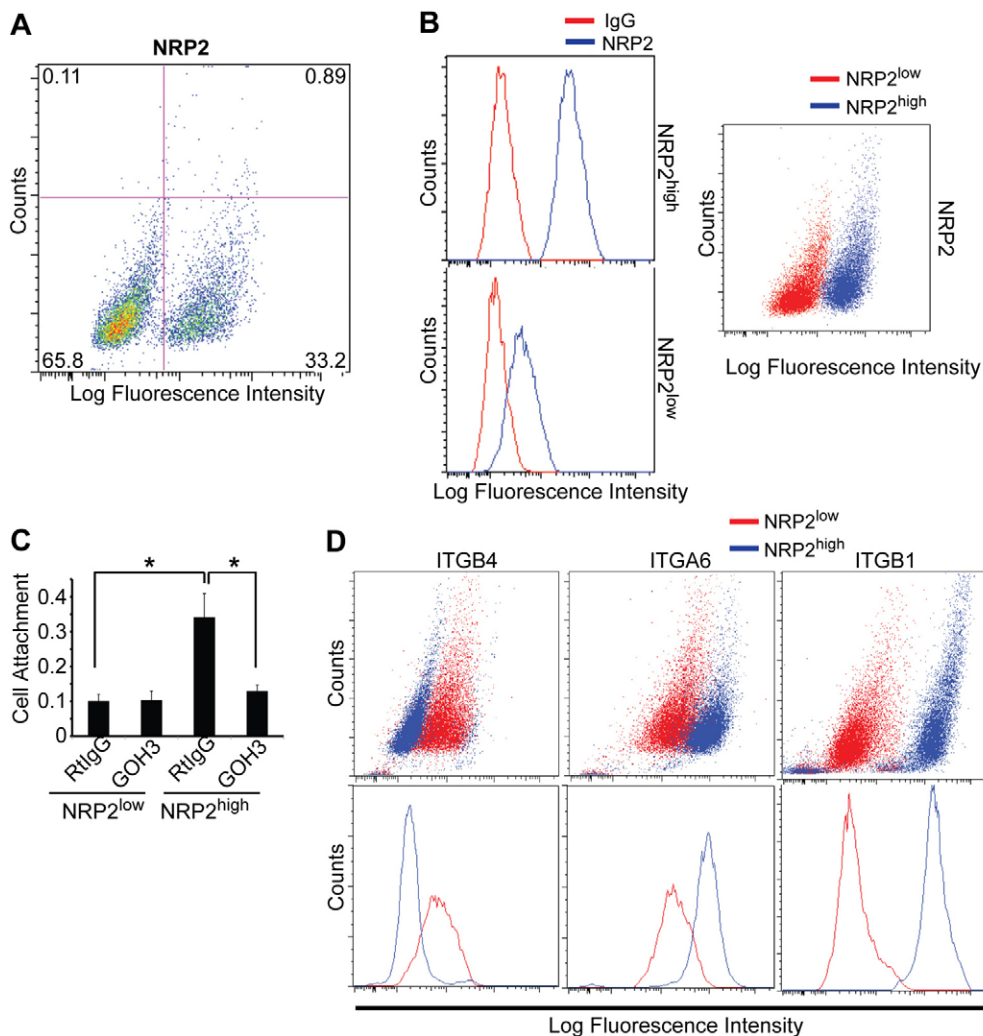 A
NRP2
0.11
0.89
65.8
33.2
Counts
Log Fluorescence Intensity
B
IgG
NRP2
Counts
NRP2high
Counts
NRP2low
Log Fluorescence Intensity
NRP2low
NRP2high
Counts
NRP2
Log Fluorescence Intensity
C
Cell Attachment
0.4
0.3
0.2
0.1
0
*
*
RtIgG
GOH3
RtIgG
GOH3
NRP2low
NRP2high
D
NRP2low
NRP2high
ITGB4
ITGA6
ITGB1
Counts
Counts
Log Fluorescence Intensity